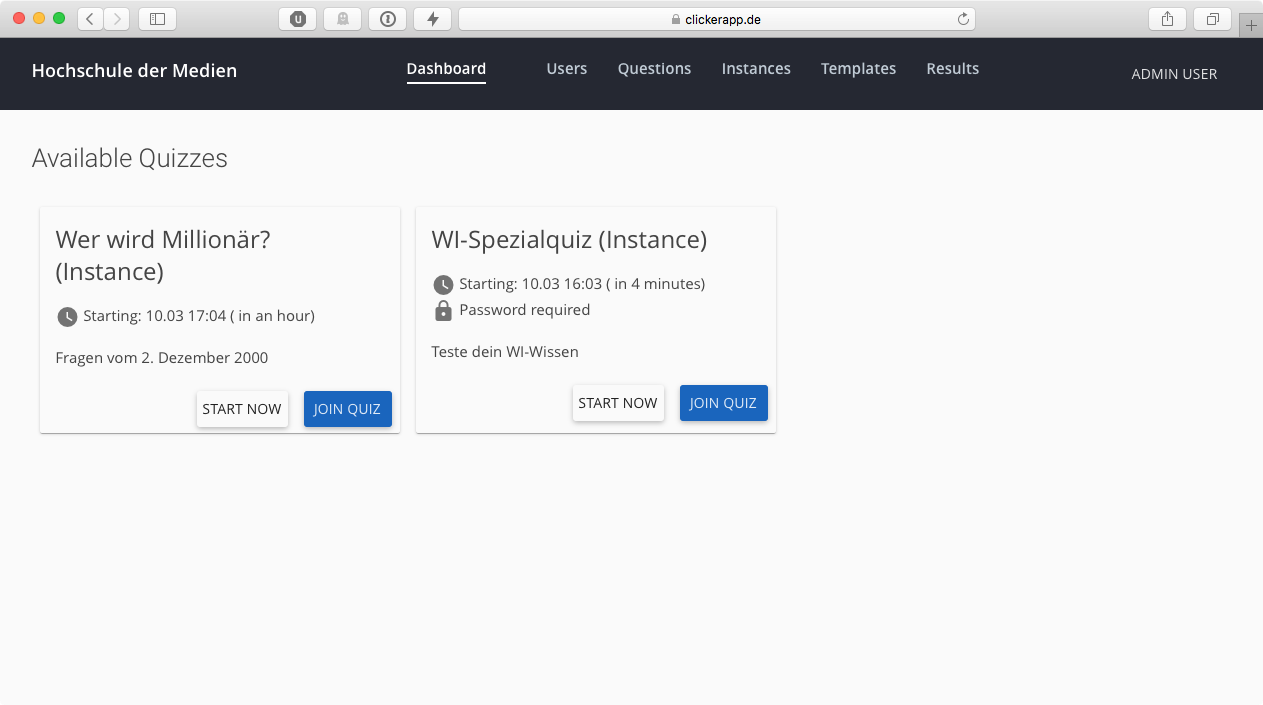 clickerapp.de
Hochschule der Medien
Dashboard
Users
Questions
Instances
Templates
Results
ADMIN USER
Available Quizzes
Wer wird Millionär?
(Instance)
Starting: 10.03 17:04 ( in an hour)
Fragen vom 2. Dezember 2000
START NOW
JOIN QUIZ
WI-Spezialquiz (Instance)
Starting: 10.03 16:03 ( in 4 minutes)
Password required
Teste dein WI-Wissen
START NOW
JOIN QUIZ